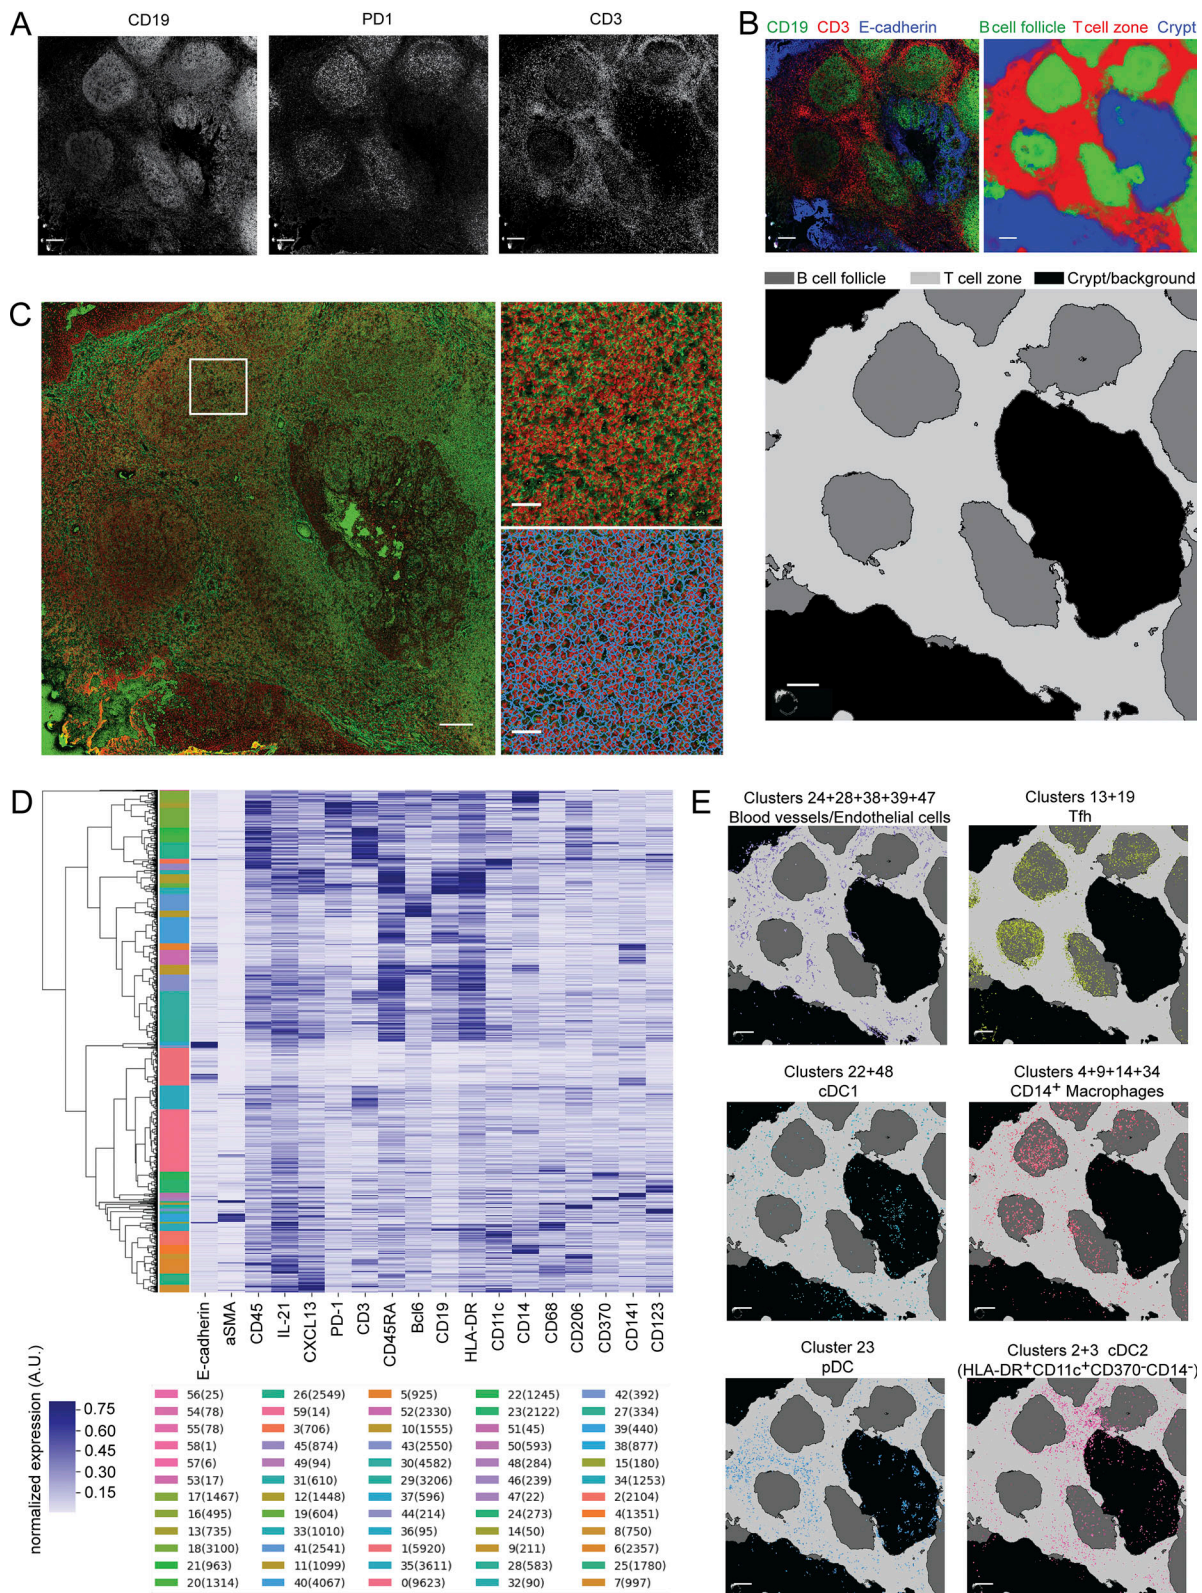 A
CD19
PD1
CD3
B
CD19 CD3 E-cadherin
B cell follicle T cell zone Crypt
B cell follicle T cell zone Crypt/background
C
D
E-cadherin
aSMA
CD45
IL-21
CXCL13
PD-1
CD3
CD45RA
Bcl6
CD19
HLA-DR
CD11c
CD14
CD68
CD206
CD370
CD141
CD123
normalized expression (A.U.)
0.75
0.60
0.45
0.30
0.15
56(25) 26(2549) 5(925) 22(1245) 42(392)
54(78) 59(14) 52(2330) 23(2122) 27(334)
55(78) 3(706) 10(1555) 51(45) 39(440)
58(1) 45(874) 43(2550) 50(593) 38(877)
57(6) 49(94) 30(4582) 48(284) 15(180)
53(17) 31(610) 29(3206) 46(239) 34(1253)
17(1467) 12(1448) 37(596) 47(22) 2(2104)
16(495) 19(604) 44(214) 24(273) 4(1351)
13(735) 33(1010) 36(95) 14(50) 8(750)
18(3100) 41(2541) 1(5920) 9(211) 6(2357)
21(963) 11(1099) 35(3611) 28(583) 25(1780)
20(1314) 40(4067) 0(9623) 32(90) 7(997)
E
Clusters 24+28+38+39+47
Blood vessels/Endothelial cells
Clusters 13+19
Tfh
Clusters 22+48
cDC1
Clusters 4+9+14+34
CD14⁺ Macrophages
Cluster 23
pDC
Clusters 2+3 cDC2
(HLA-DR⁺CD11c⁺CD370⁻CD14⁻)